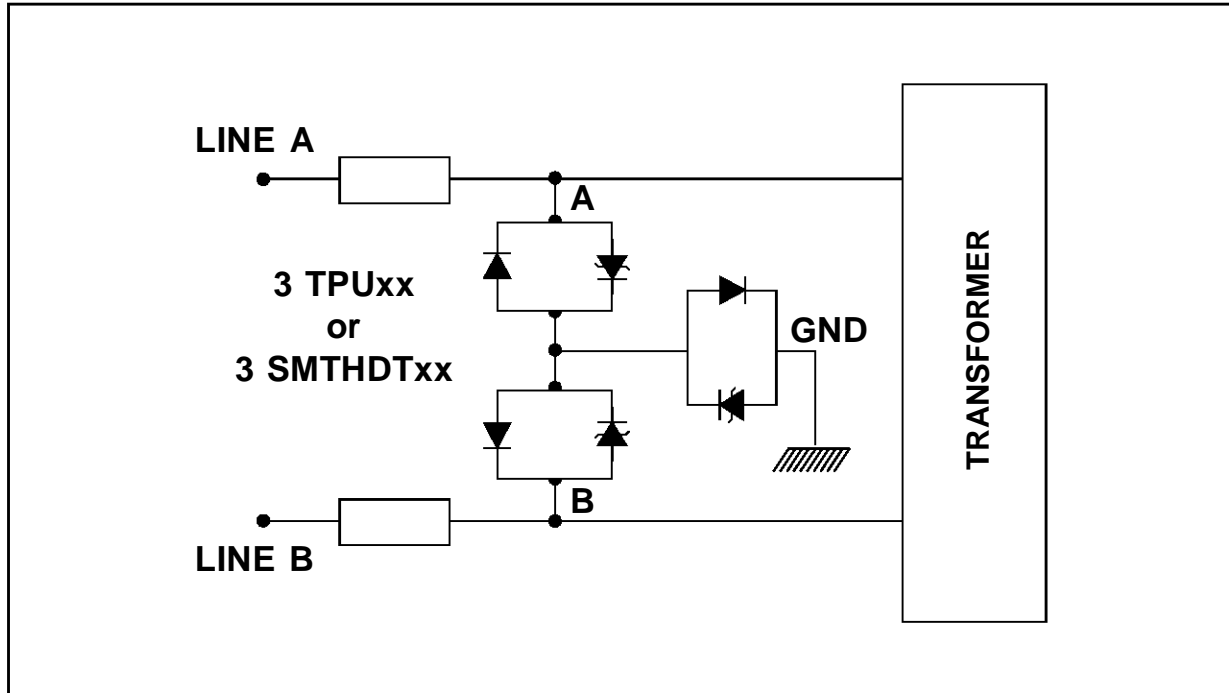 LINE A
A
3 TPUxx
or
3 SMTHDTxx
GND
TRANSFORMER
B
LINE B